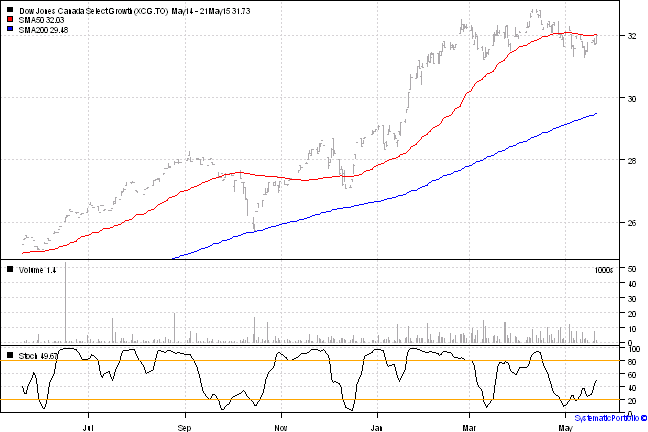 Dow Jones Canada Select Growth (XCG.TO) May14 - 21May15 31.73
SMA50 32.03
SMA200 29.48
32
30
28
26
Volume 1.4
1000s
50
40
30
20
10
0
Stoch 49.67
100
80
60
40
20
0
Jul Sep Nov Jan Mar May
SystematicPortfolio ©